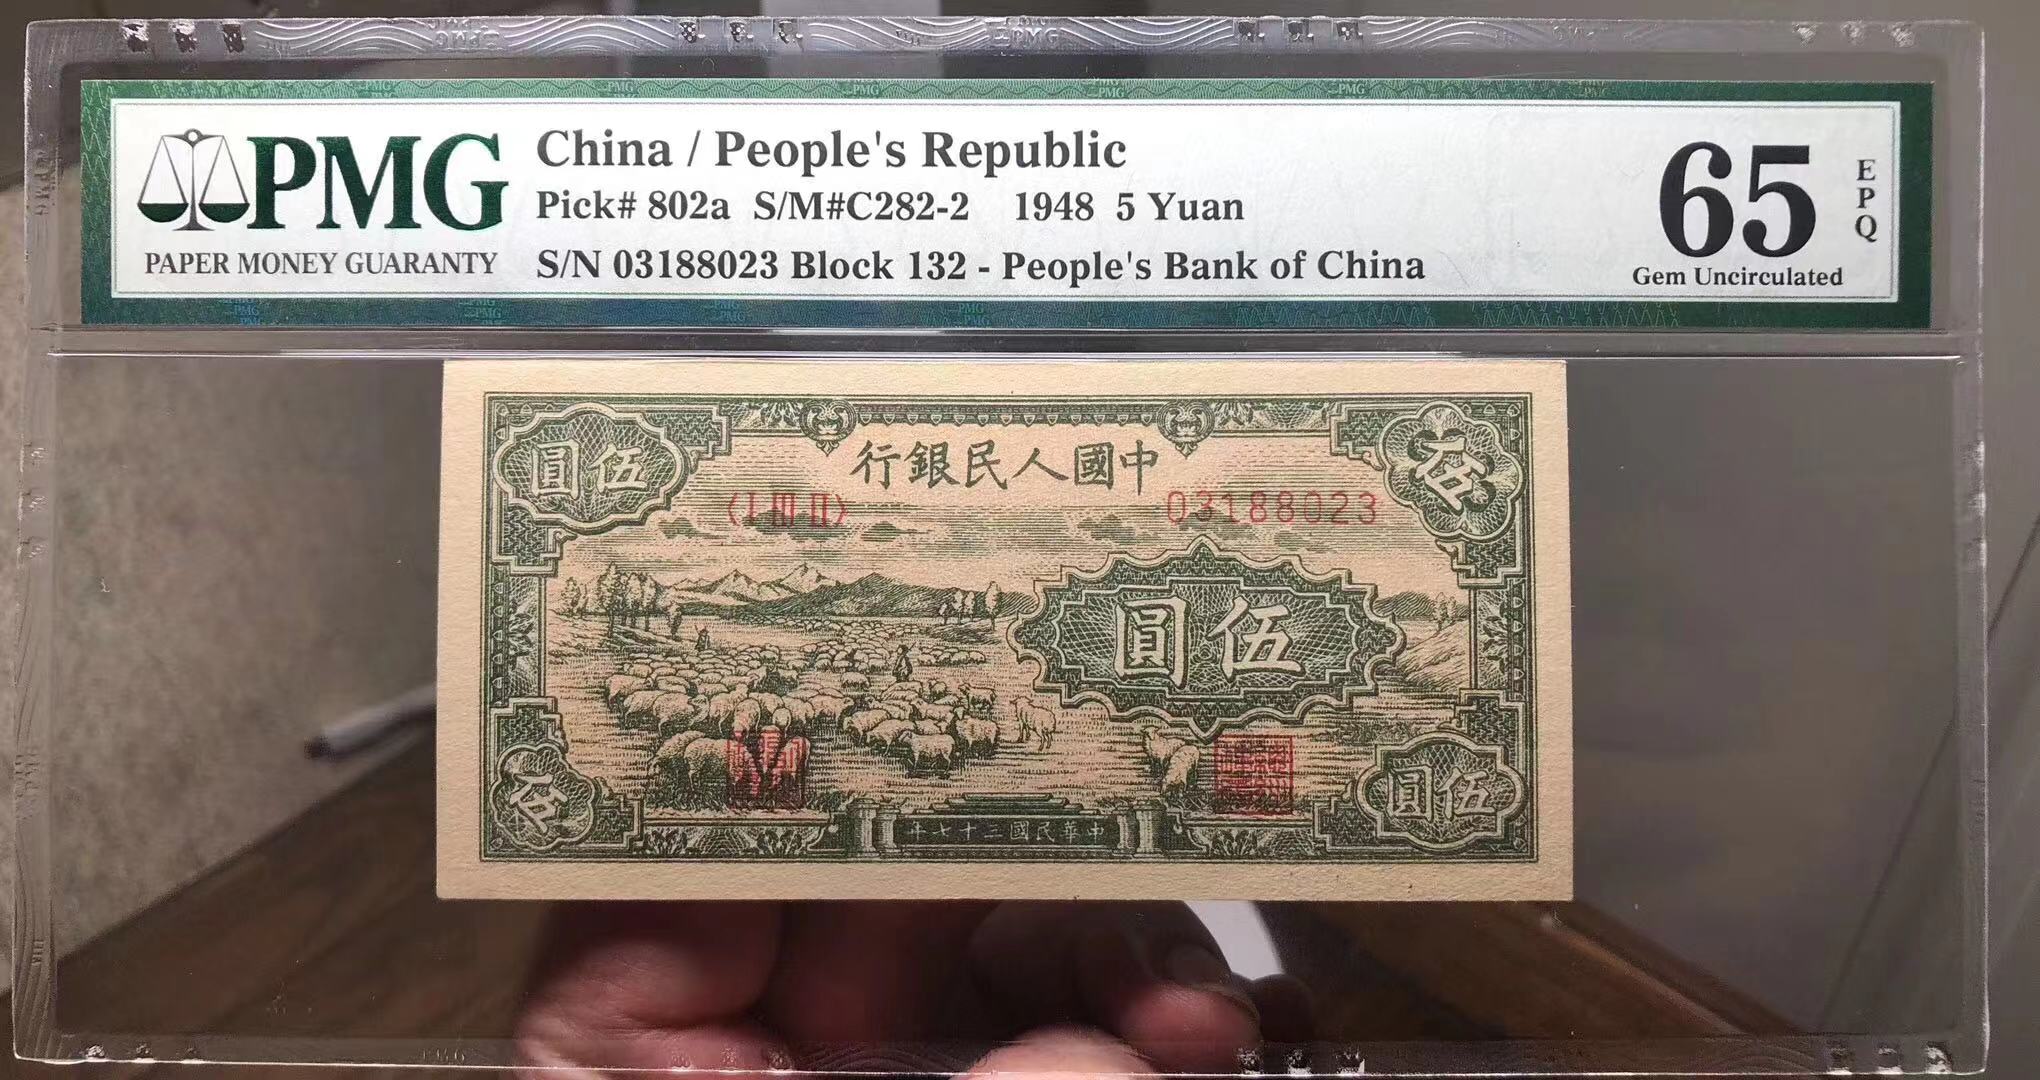 PMG
PAPER MONEY GUARANTY
China / People's Republic
Pick# 802a S/M#C282-2 1948 5 Yuan
S/N 03188023 Block 132 - People's Bank of China
65
EPQ
Gem Uncirculated
圓伍
行銀民人國中
伍
〈I III II〉
03188023
圓伍
伍
圓伍
年七十三國民華中